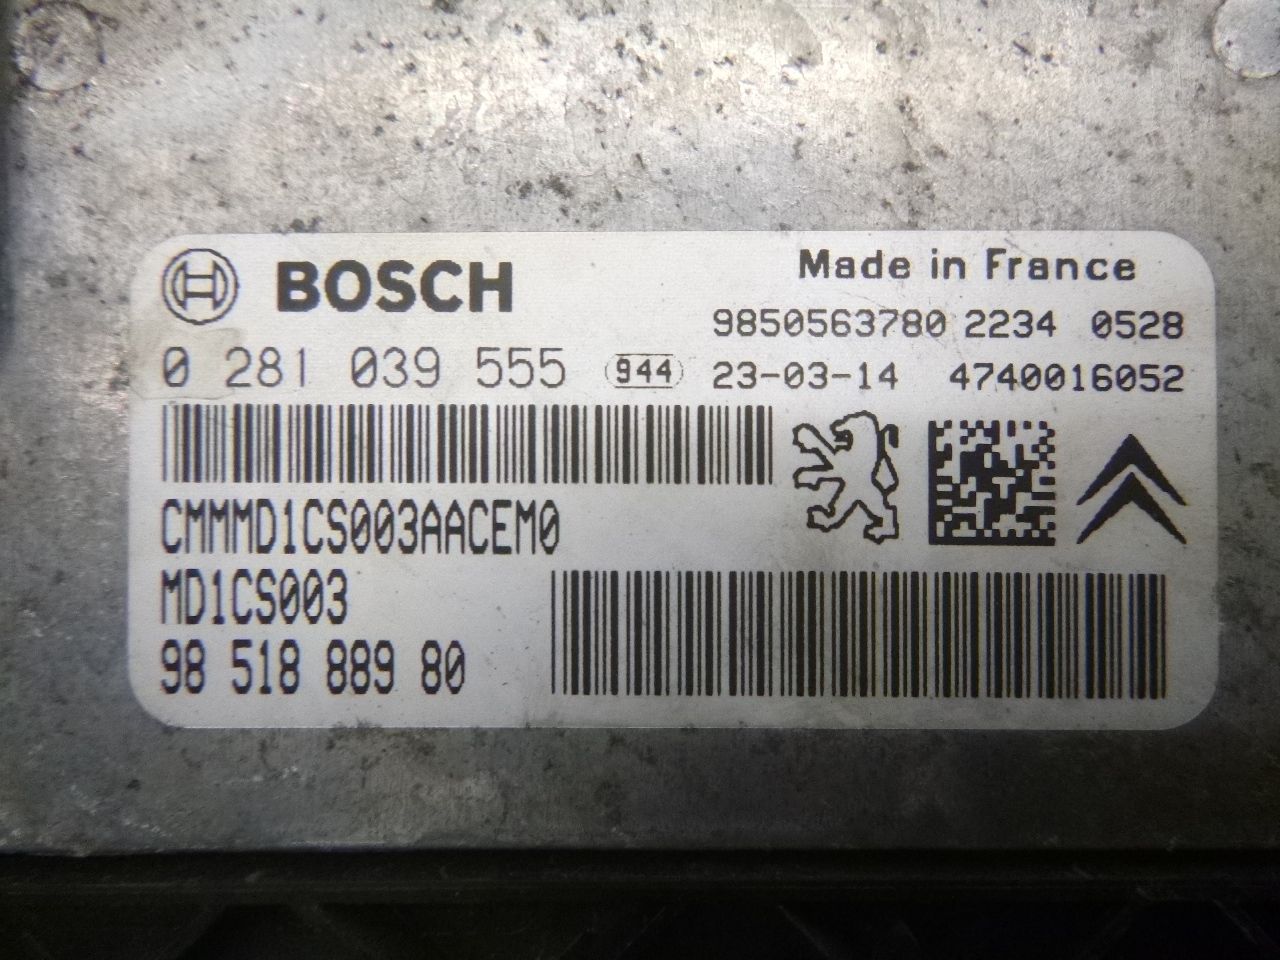 BOSCH
Made in France
9850563780 2234 0528
0 281 039 555 944 23-03-14 4740016052
CMMMD1CS003AACEM0
MD1CS003
98 518 889 80